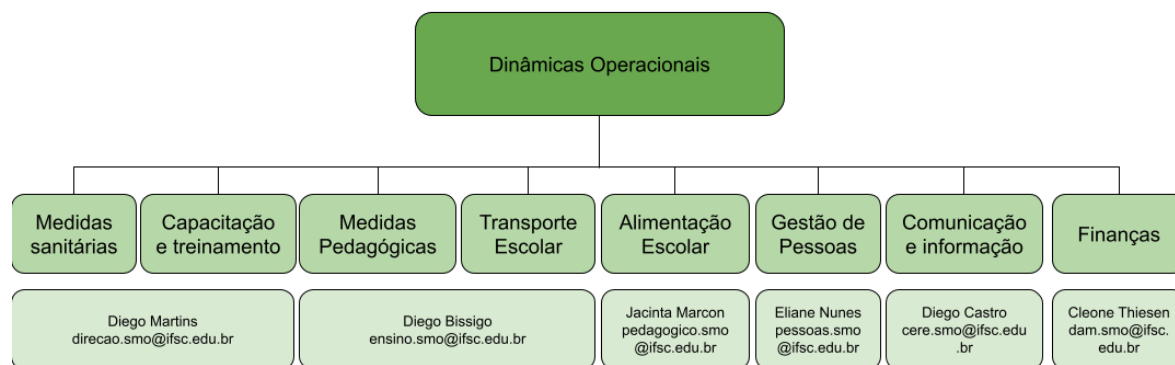 Dinâmicas Operacionais
Medidas
sanitárias
Capacitação
e treinamento
Medidas
Pedagógicas
Transporte
Escolar
Alimentação
Escolar
Gestão de
Pessoas
Comunicação
e informação
Finanças
Diego Martins
direcao.smo@ifsc.edu.br
Diego Bissigo
ensino.smo@ifsc.edu.br
Jacinta Marcon
pedagogico.smo
@ifsc.edu.br
Eliane Nunes
pessoas.smo
@ifsc.edu.br
Diego Castro
cere.smo@ifsc.edu
.br
Cleone Thiesen
dam.smo@ifsc.
edu.br